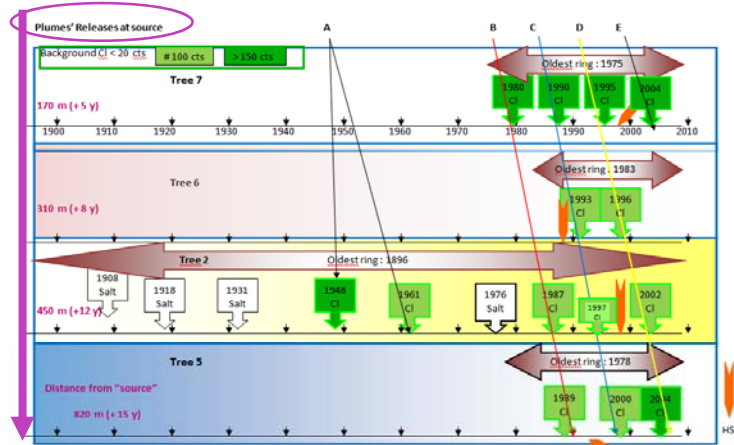 Plumes' Releases at source
A
B
C
D
E
Background Cl < 20 cts
#100 cts
>150 cts
Oldest ring : 1975
Tree 7
1980 Cl
1990 Cl
1995 Cl
2004 Cl
170 m (+ 5 y)
1900 1910 1920 1930 1940 1950 1960 1970 1980 1990 2000 2010
Oldest ring : 1983
Tree 6
1993 Cl
1996 Cl
310 m (+ 8 y)
Tree 2
Oldest ring : 1896
1908 Salt
1918 Salt
1931 Salt
1948 Cl
1961 Cl
1976 Salt
1987 Cl
1997 Cl
2002 Cl
450 m (+12 y)
Tree 5
Oldest ring : 1978
Distance from "source"
1989 Cl
2000 Cl
2004 Cl
820 m (+ 15 y)
HS